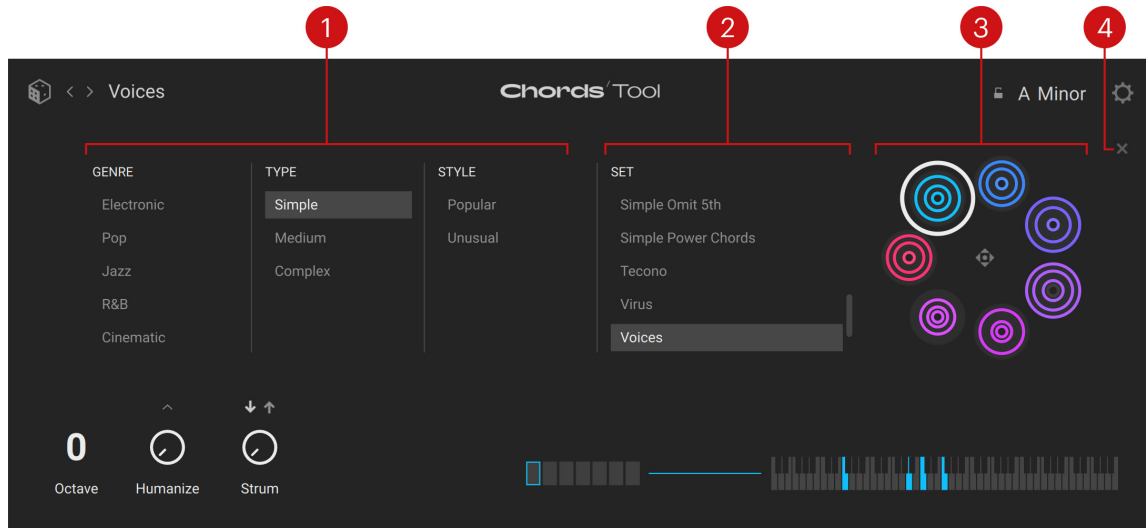 1 2 3 4
Voices Chords'Tool A Minor
GENRE TYPE STYLE SET
Electronic Simple Popular Simple Omit 5th
Pop Medium Unusual Simple Power Chords
Jazz Complex Tecono
R&B Virus
Cinematic Voices
0
Octave Humanize Strum